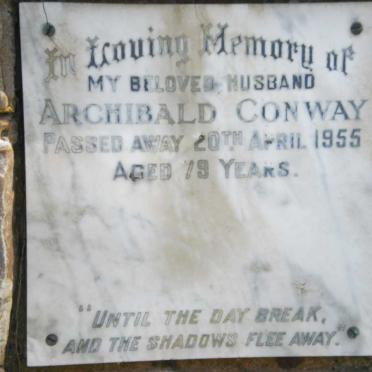 In Loving Memory of
MY BELOVED HUSBAND
ARCHIBALD CONWAY
PASSED AWAY 20TH APRIL 1955
AGED 79 YEARS.
"UNTIL THE DAY BREAK,
AND THE SHADOWS FLEE AWAY."